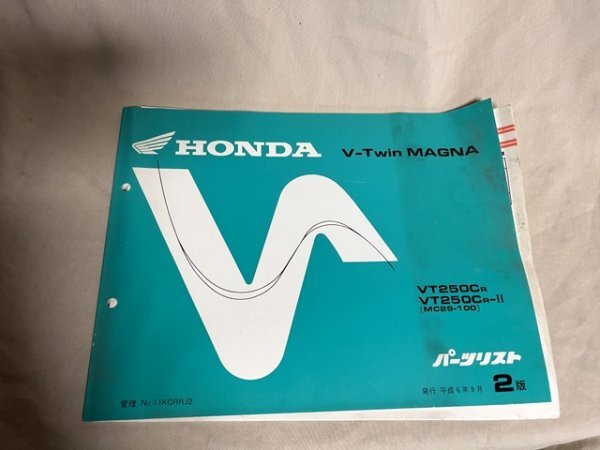 HONDA
V-Twin MAGNA
VT250CR
VT250CR-II
(MC29-100)
パーツリスト
発行 平成6年9月 2版
管理 No.11KCRRJ2